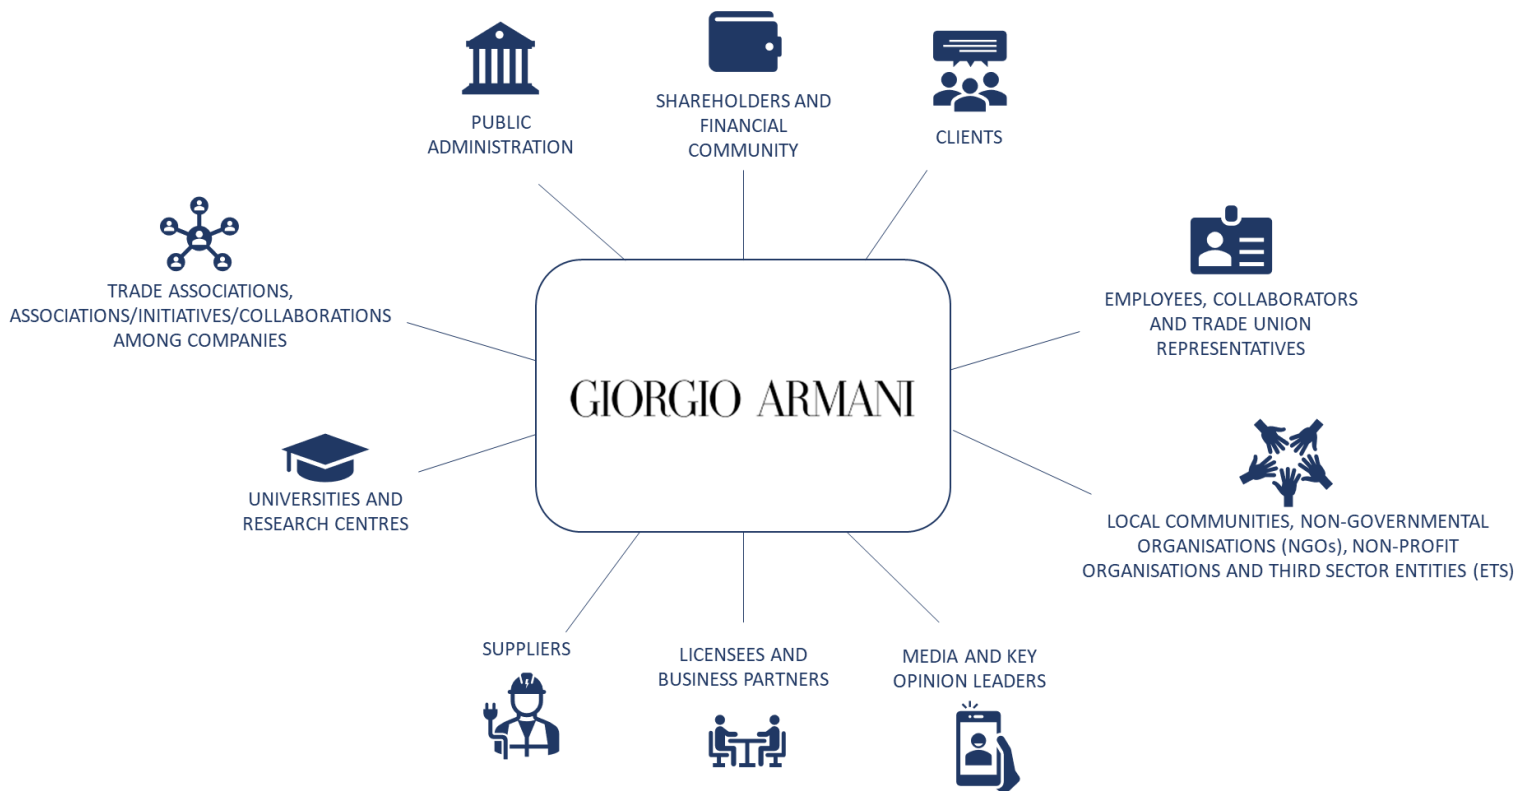 PUBLIC
ADMINISTRATION
SHAREHOLDERS AND
FINANCIAL
COMMUNITY
CLIENTS
TRADE ASSOCIATIONS,
ASSOCIATIONS/INITIATIVES/COLLABORATIONS
AMONG COMPANIES
EMPLOYEES, COLLABORATORS
AND TRADE UNION
REPRESENTATIVES
GIORGIO ARMANI
UNIVERSITIES AND
RESEARCH CENTRES
LOCAL COMMUNITIES, NON-GOVERNMENTAL
ORGANISATIONS (NGOs), NON-PROFIT
ORGANISATIONS AND THIRD SECTOR ENTITIES (ETS)
SUPPLIERS
LICENSEES AND
BUSINESS PARTNERS
MEDIA AND KEY
OPINION LEADERS